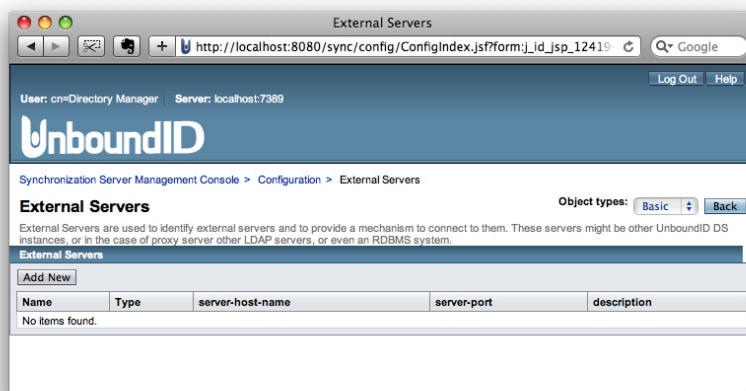 External Servers
http://localhost:8080/sync/config/ConfigIndex.jsf?form:j_id_jsp_12419
Google
Log Out Help
User: cn=Directory Manager Server: localhost:7389
UnboundID
Synchronization Server Management Console > Configuration > External Servers
External Servers
Object types: Basic Back
External Servers are used to identify external servers and to provide a mechanism to connect to them. These servers might be other UnboundID DS
instances, or in the case of proxy server other LDAP servers, or even an RDBMS system.
External Servers
Add New
Name Type server-host-name server-port description
No items found.